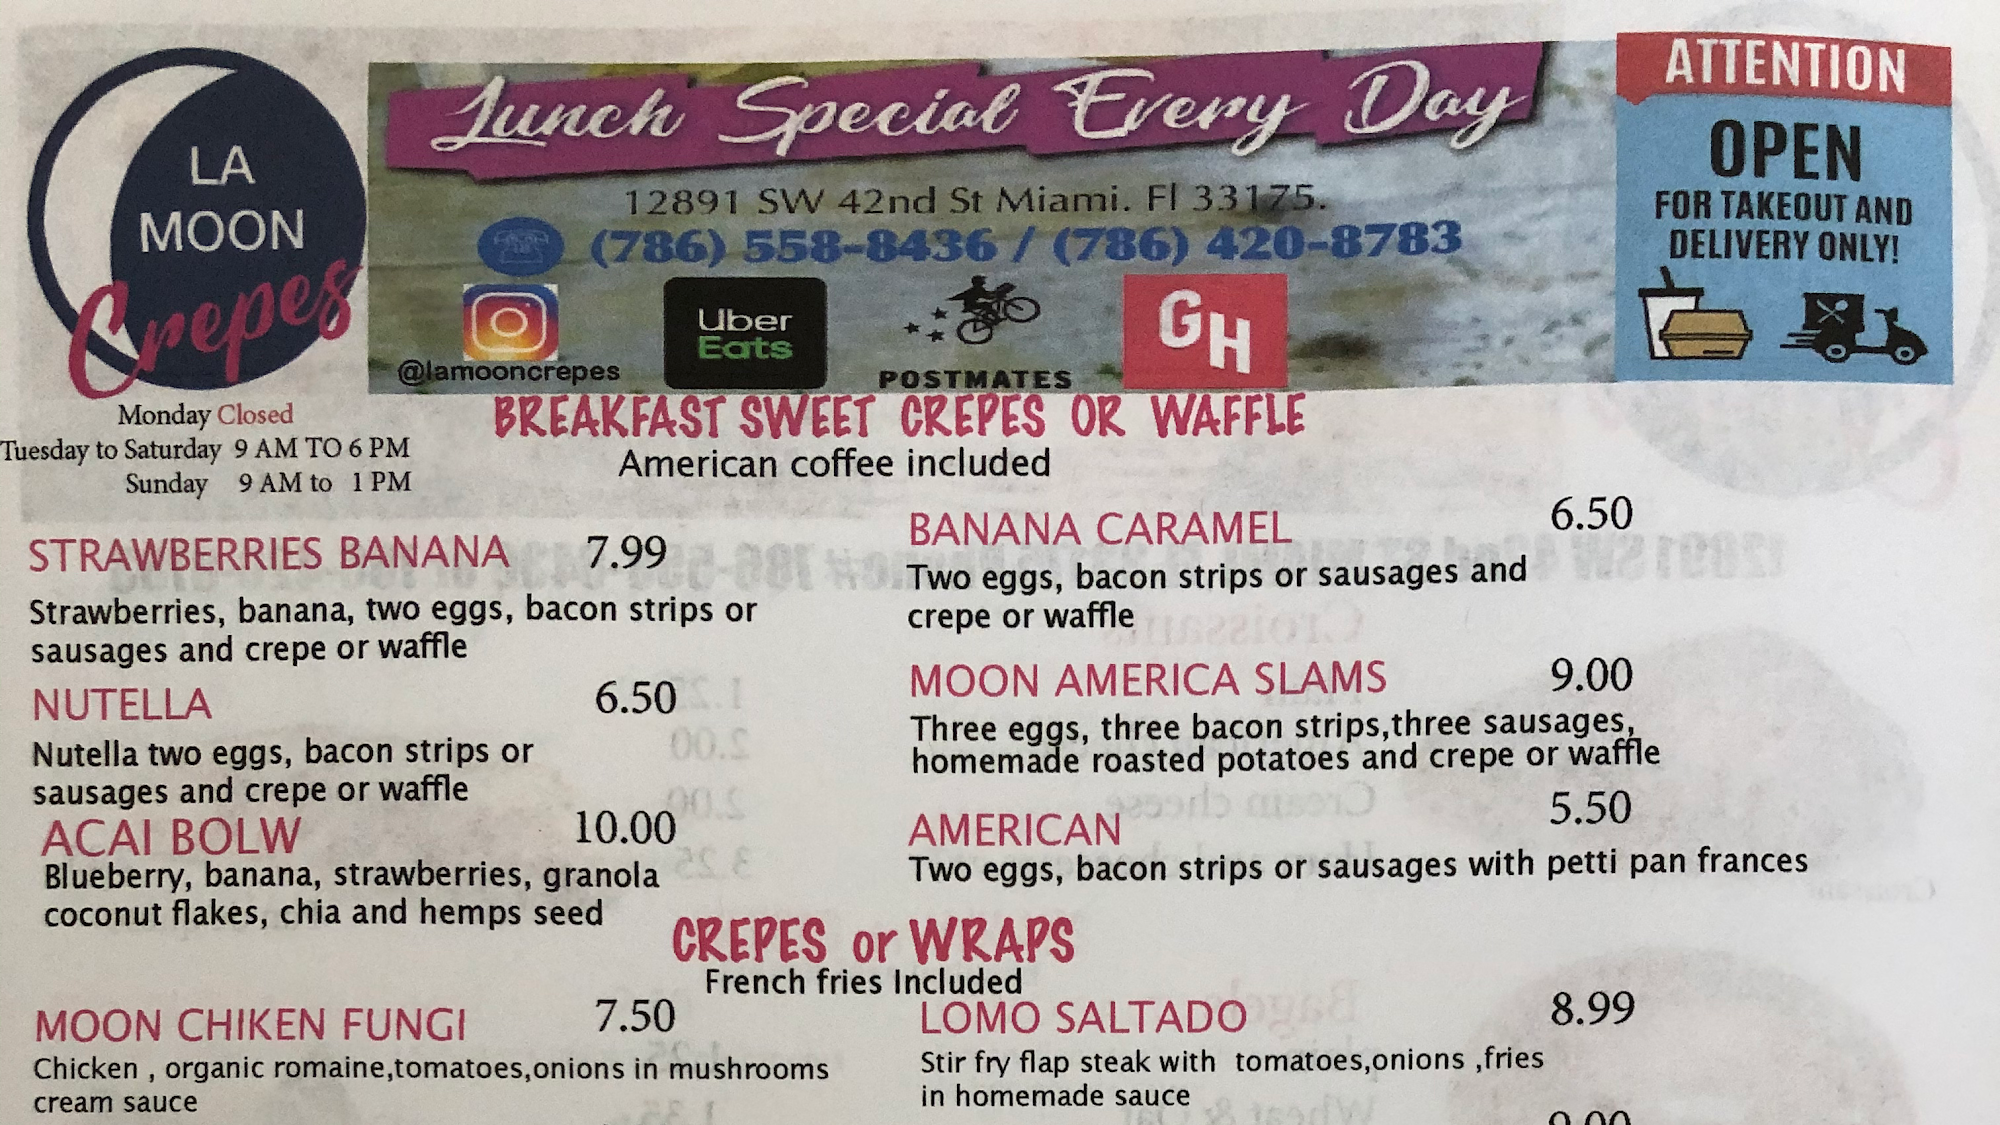 LA
MOON
Crepes
Monday Closed
Tuesday to Saturday 9 AM TO 6 PM
Sunday 9 AM to 1 PM
Lunch Special Every Day
12891 SW 42nd St Miami. Fl 33175.
(786) 558-8436 / (786) 420-8783
@lamooncrepes
Uber
Eats
POSTMATES
GH
ATTENTION
OPEN
FOR TAKEOUT AND
DELIVERY ONLY!
BREAKFAST SWEET CREPES OR WAFFLE
American coffee included
STRAWBERRIES BANANA 7.99
Strawberries, banana, two eggs, bacon strips or
sausages and crepe or waffle
NUTELLA 6.50
Nutella two eggs, bacon strips or
sausages and crepe or waffle
ACAI BOLW 10.00
Blueberry, banana, strawberries, granola
coconut flakes, chia and hemps seed
BANANA CARAMEL 6.50
Two eggs, bacon strips or sausages and
crepe or waffle
MOON AMERICA SLAMS 9.00
Three eggs, three bacon strips,three sausages,
homemade roasted potatoes and crepe or waffle
AMERICAN 5.50
Two eggs, bacon strips or sausages with petti pan frances
CREPES or WRAPS
French fries Included
MOON CHIKEN FUNGI 7.50
Chicken , organic romaine,tomatoes,onions in mushrooms
cream sauce
LOMO SALTADO 8.99
Stir fry flap steak with tomatoes,onions ,fries
in homemade sauce